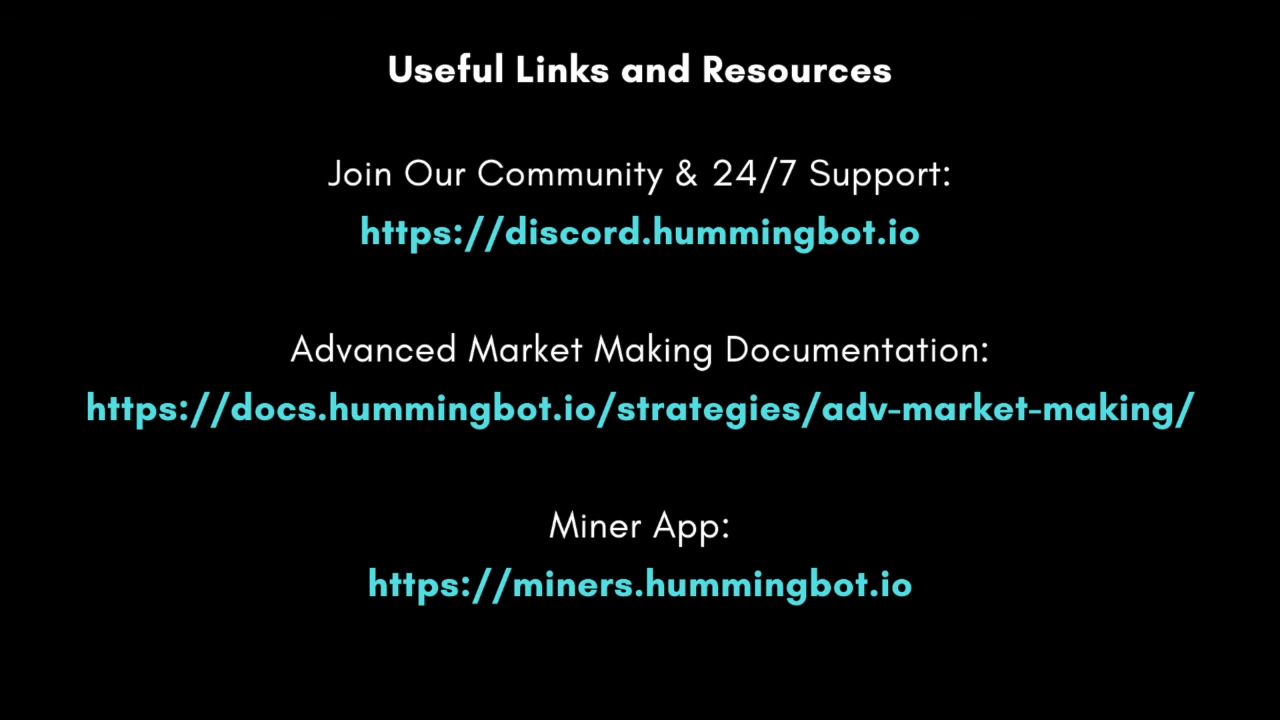 Useful Links and Resources
Join Our Community & 24/7 Support:
https://discord.hummingbot.io
Advanced Market Making Documentation:
https://docs.hummingbot.io/strategies/adv-market-making/
Miner App:
https://miners.hummingbot.io